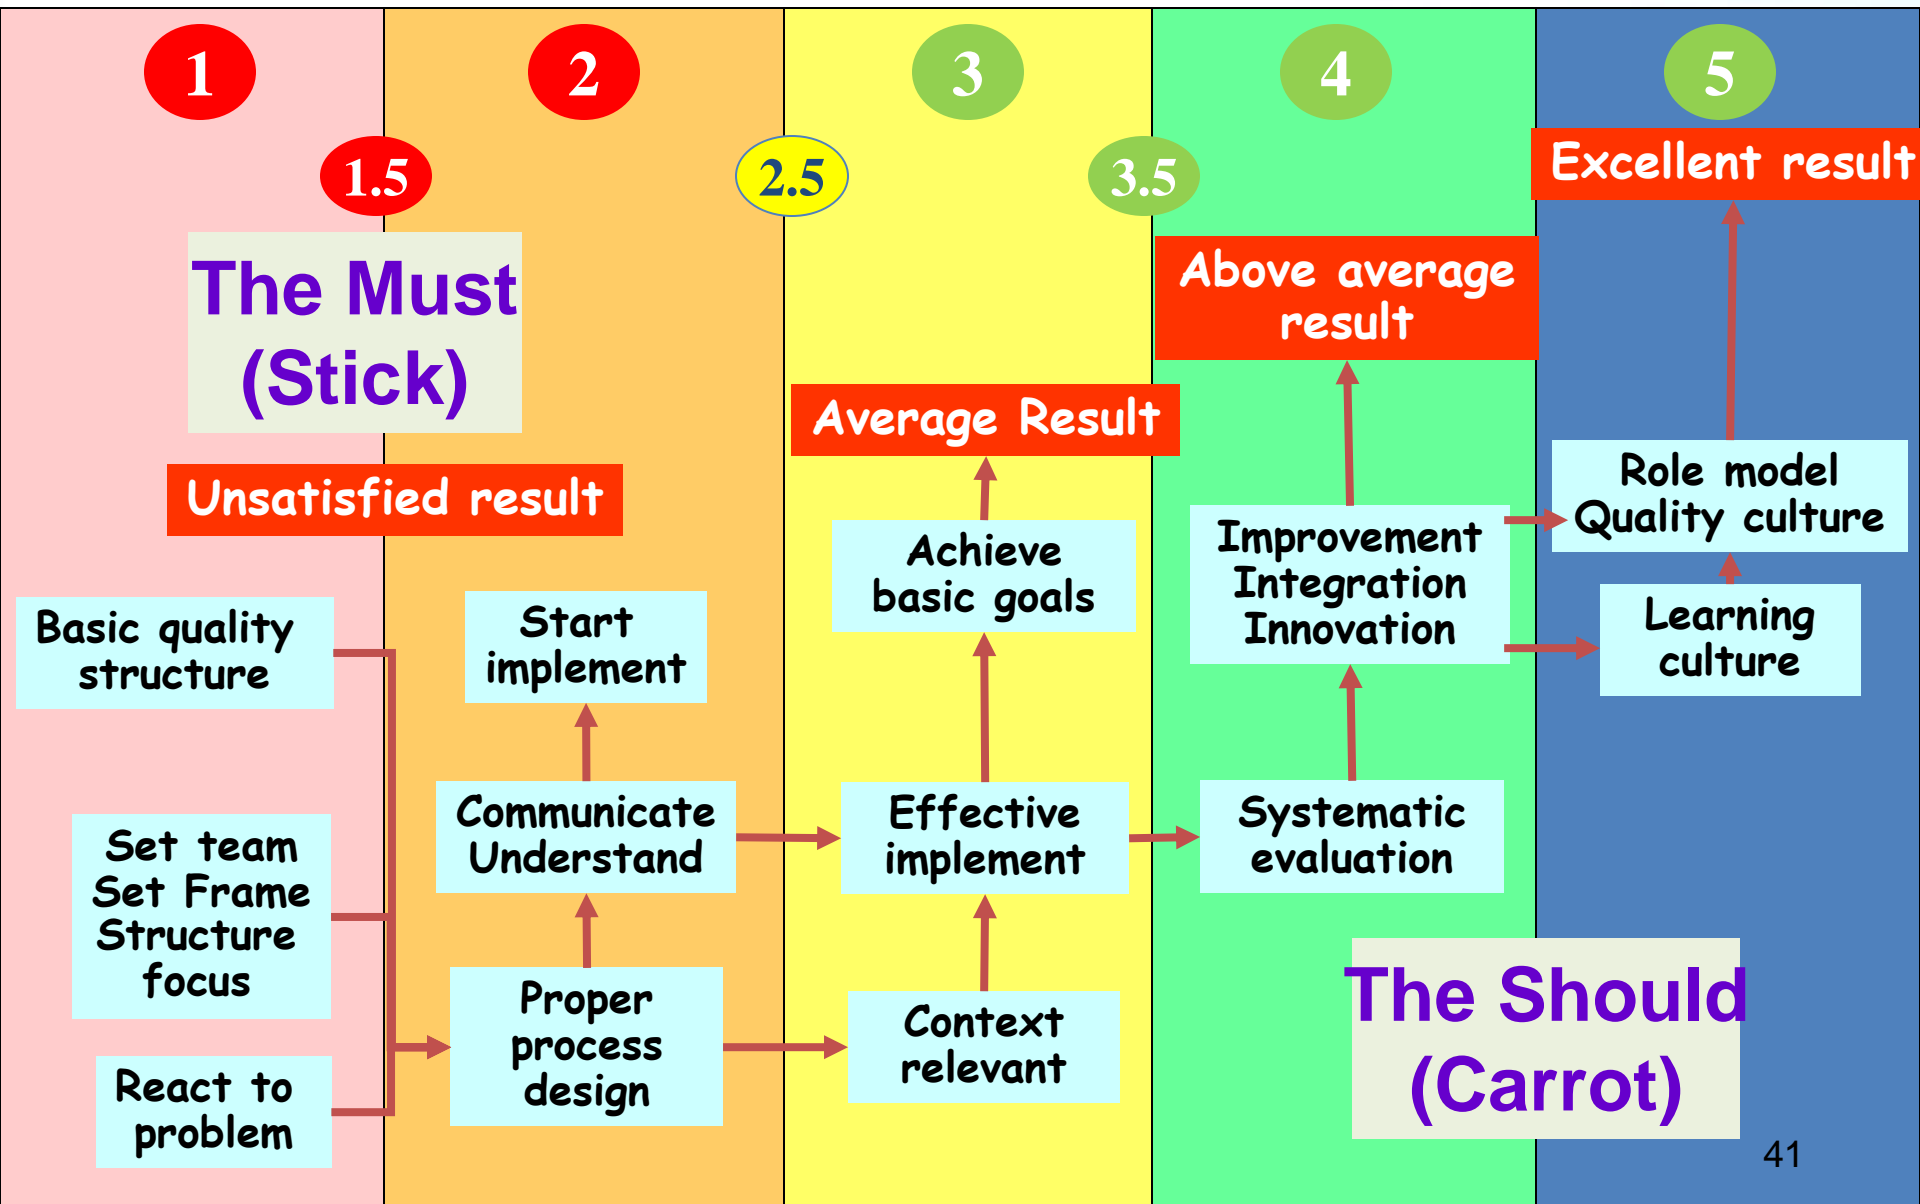 1
2
3
4
5
1.5
2.5
3.5
Excellent result
The Must
(Stick)
Above average
result
Average Result
Unsatisfied result
Role model
Quality culture
Improvement
Integration
Innovation
Achieve
basic goals
Basic quality
structure
Start
implement
Learning
culture
Communicate
Understand
Effective
implement
Systematic
evaluation
Set team
Set Frame
Structure
focus
Proper
process
design
Context
relevant
The Should
(Carrot)
React to
problem
41